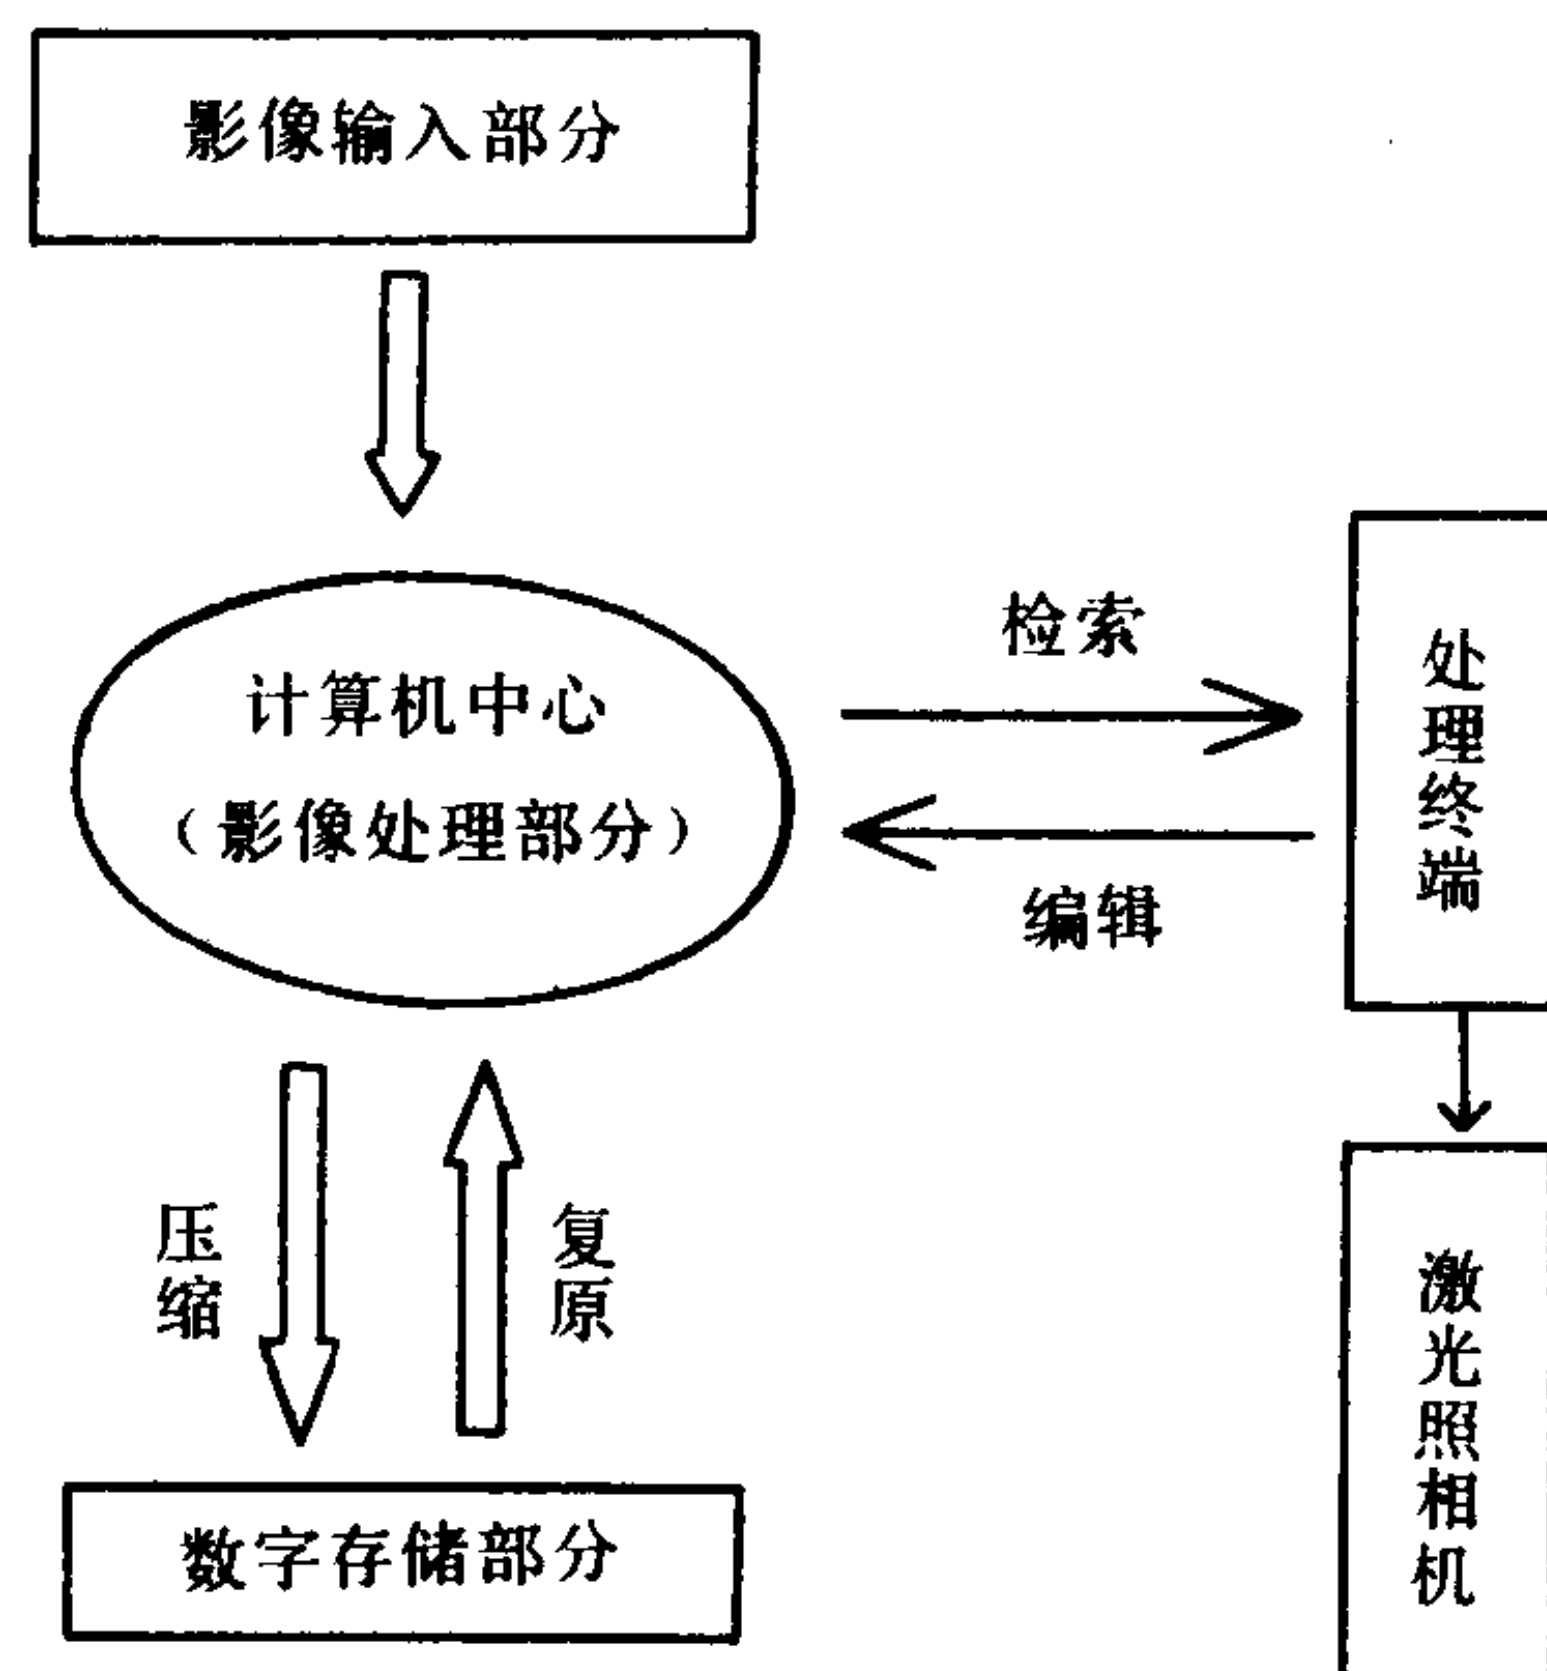 影像输入部分
计算机中心
（影像处理部分）
检索
编辑
处理终端
压缩
复原
数字存储部分
激光照相机